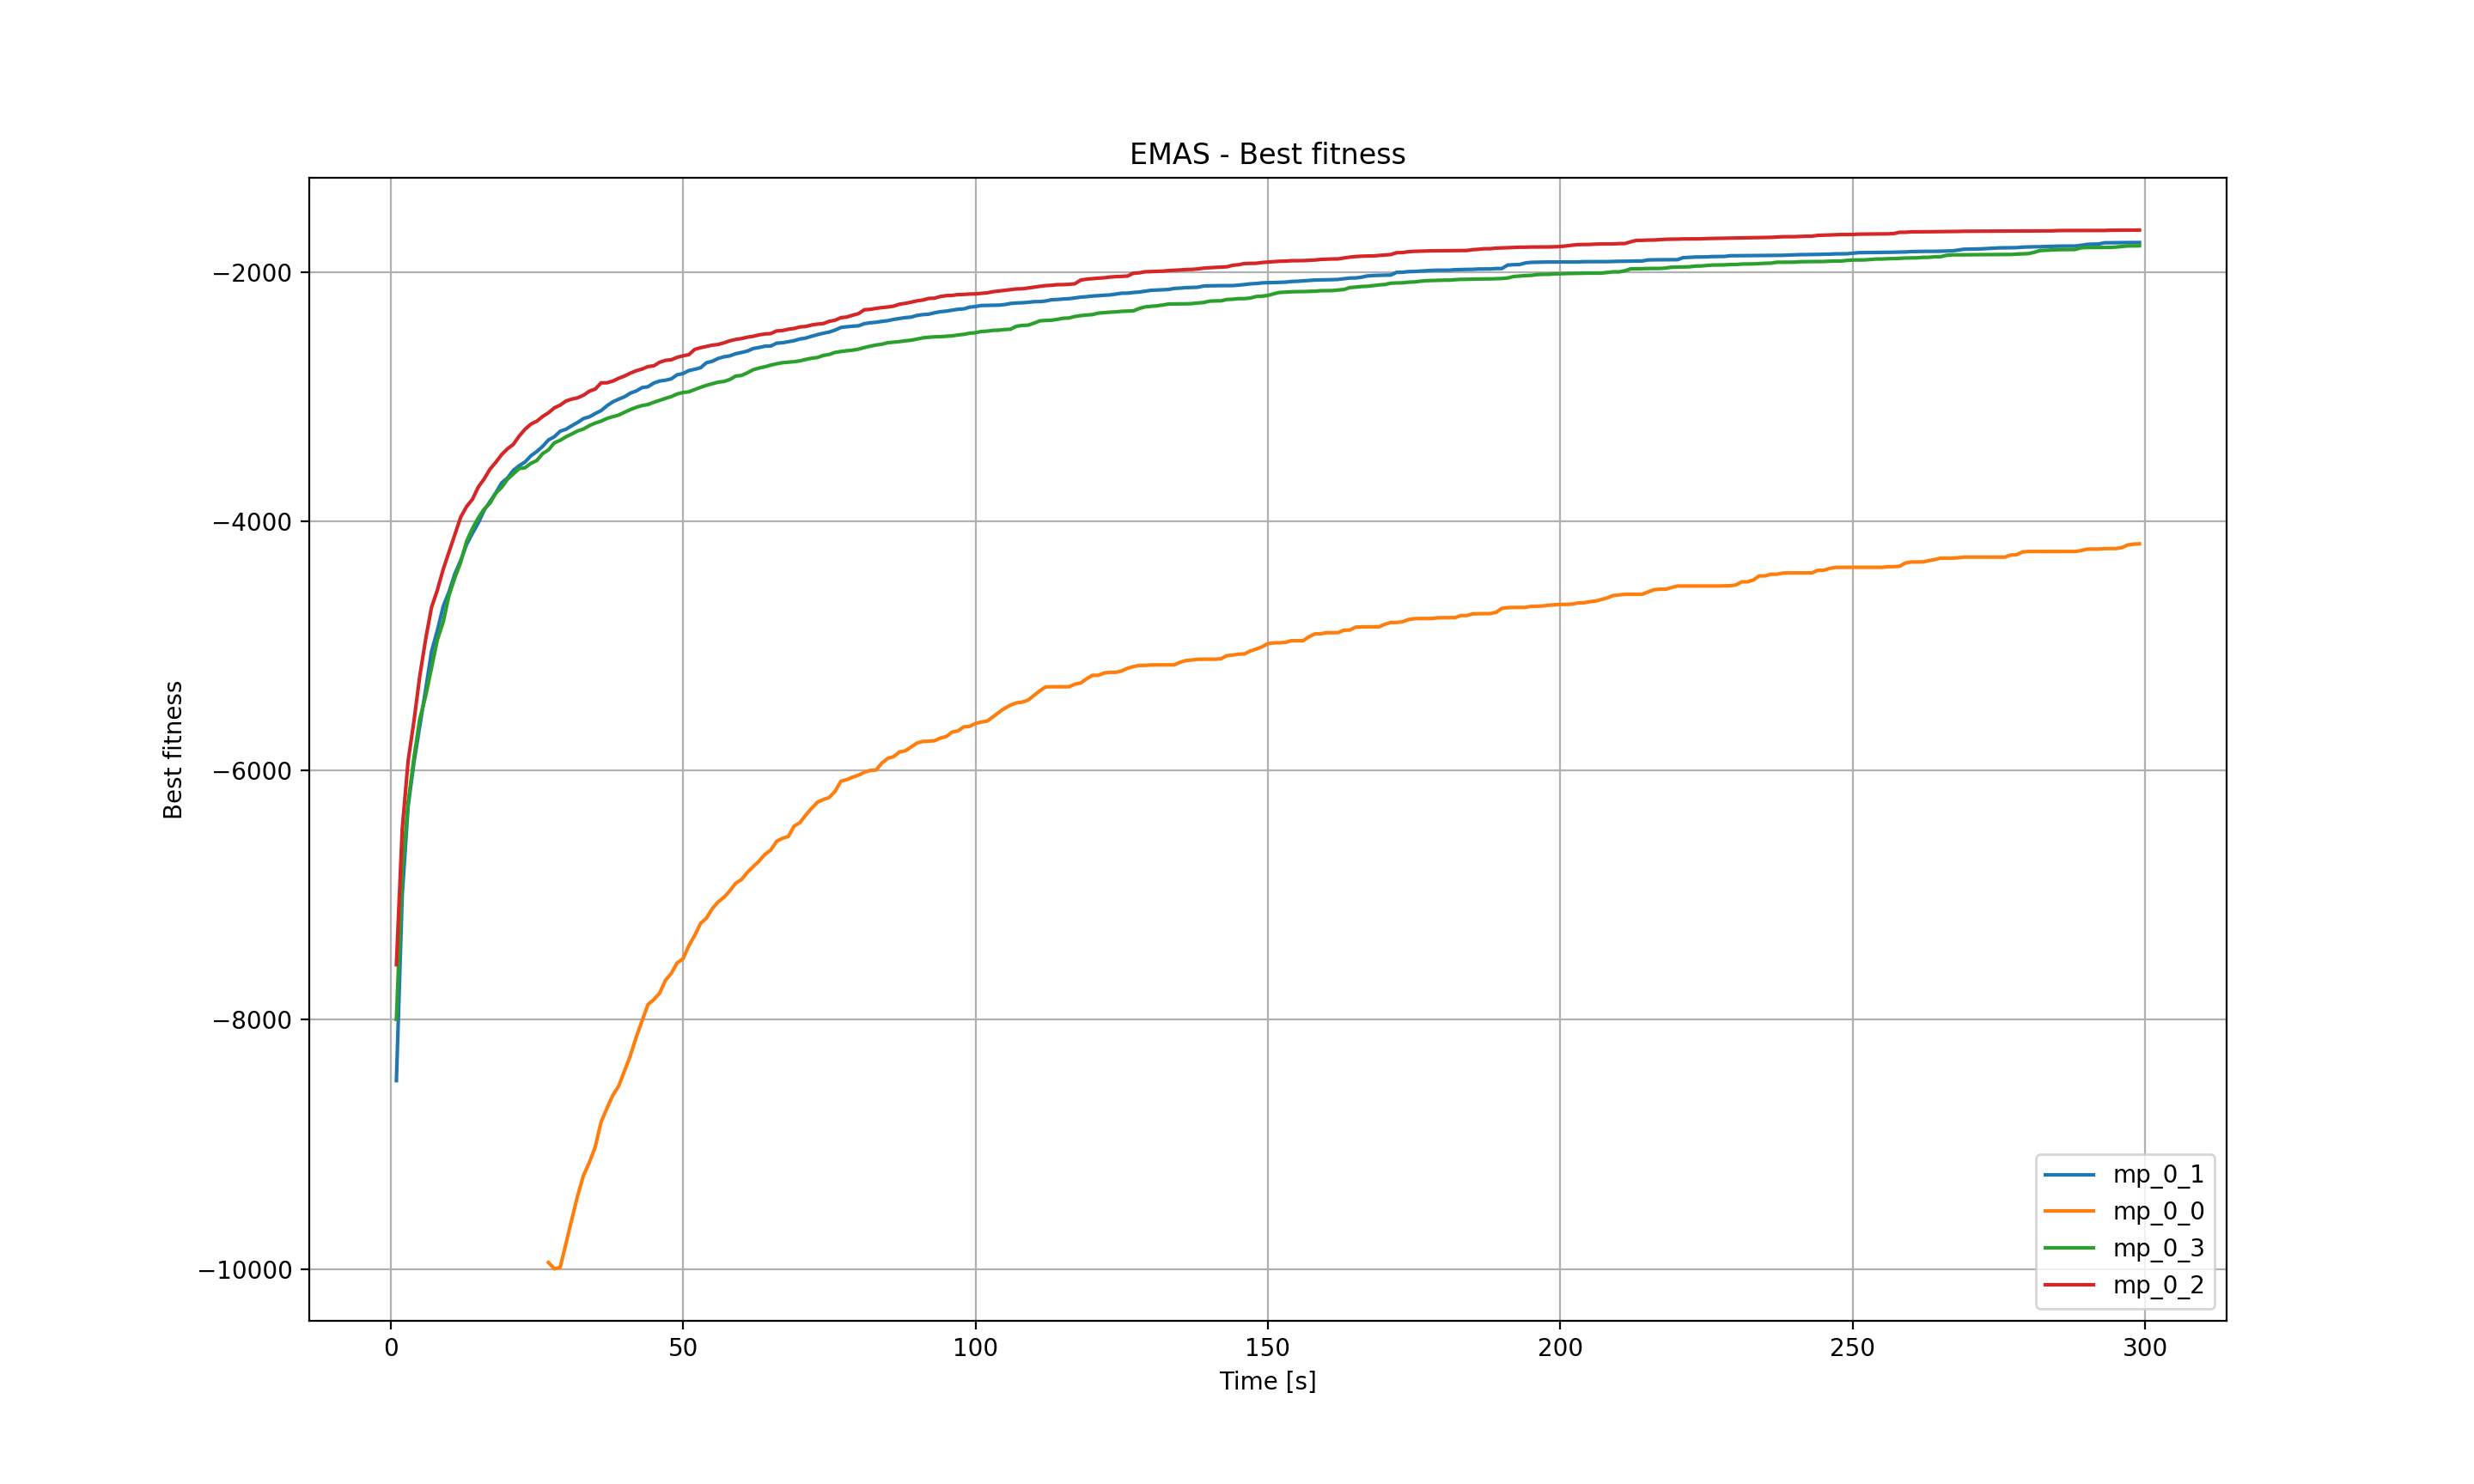 EMAS - Best fitness
Best fitness
−2000
−4000
−6000
−8000
−10000
0 50 100 150 200 250 300
Time [s]
mp_0_1
mp_0_0
mp_0_3
mp_0_2